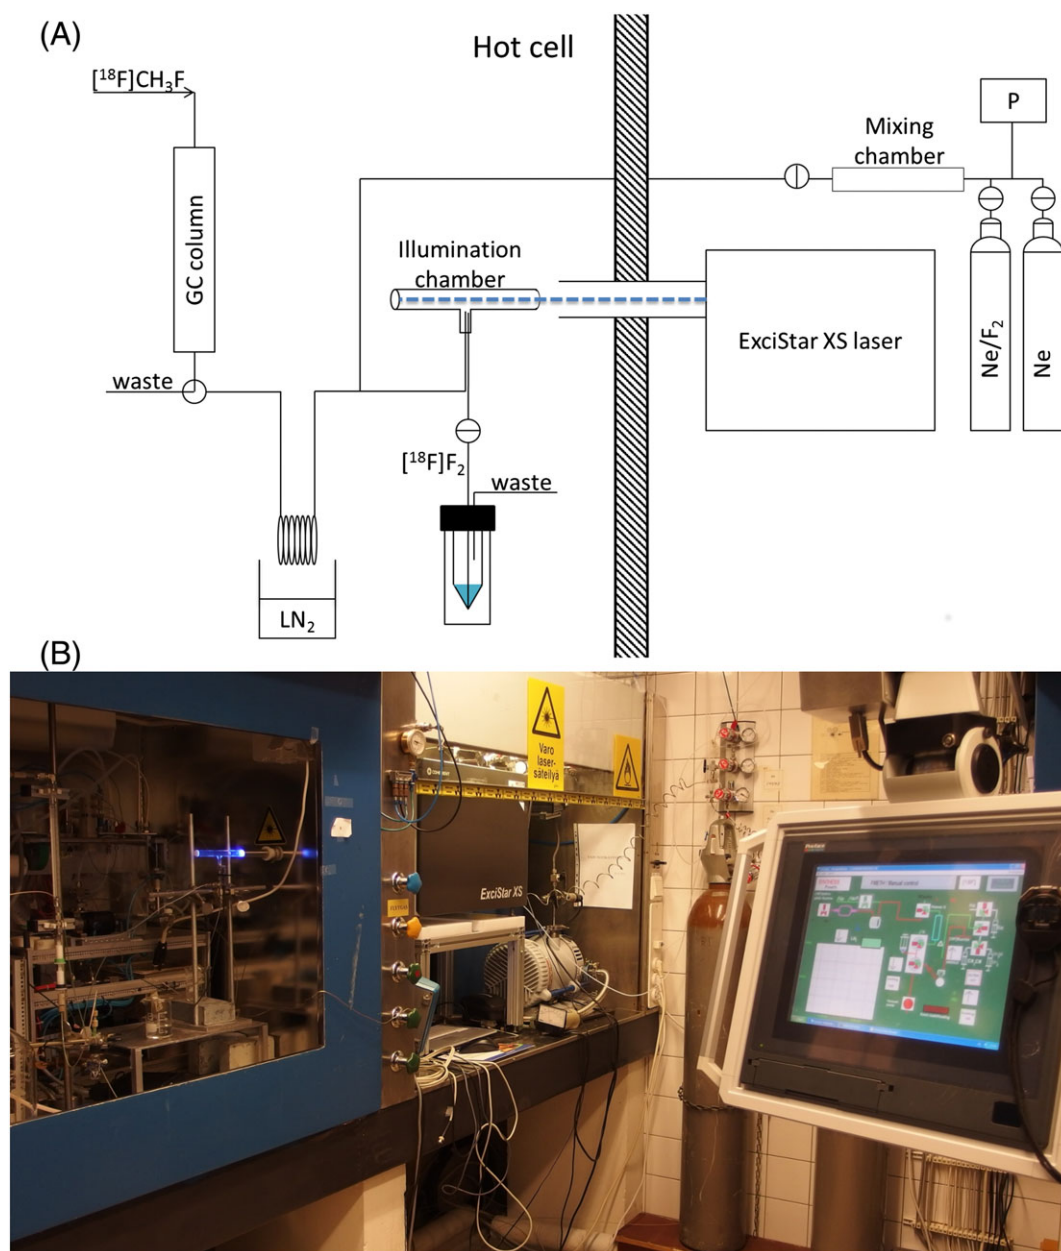 (A)
Hot cell
[¹⁸F]CH₃F
P
Mixing
chamber
GC column
Illumination
chamber
ExciStar XS laser
Ne/F₂
Ne
waste
[¹⁸F]F₂
waste
LN₂
(B)
Varo
laser-
säteilyä
ExciStar XS